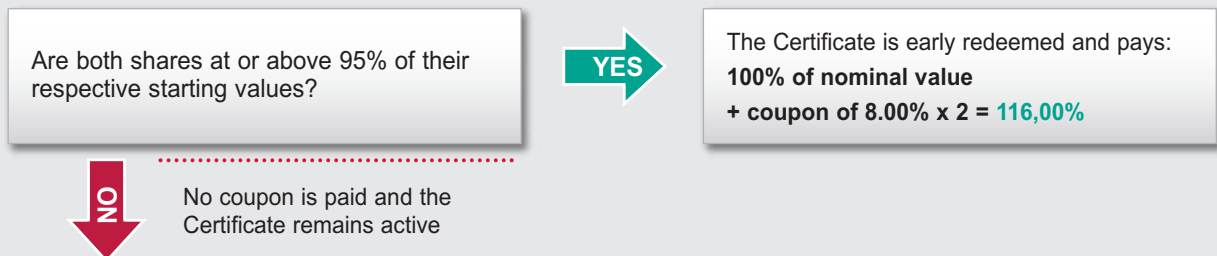 Are both shares at or above 95% of their
respective starting values?
YES
The Certificate is early redeemed and pays:
100% of nominal value
+ coupon of 8.00% x 2 = 116,00%
NO
No coupon is paid and the
Certificate remains active